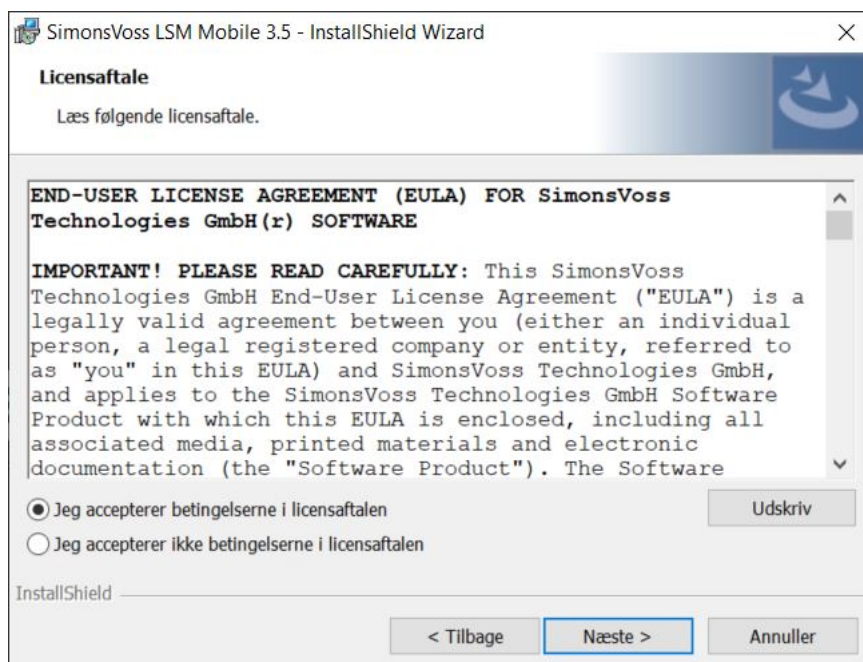 SimonsVoss LSM Mobile 3.5 - InstallShield Wizard
Licensaftale
Læs følgende licensaftale.
END-USER LICENSE AGREEMENT (EULA) FOR SimonsVoss
Technologies GmbH(r) SOFTWARE
IMPORTANT! PLEASE READ CAREFULLY: This SimonsVoss
Technologies GmbH End-User License Agreement ("EULA") is a
legally valid agreement between you (either an individual
person, a legal registered company or entity, referred to
as "you" in this EULA) and SimonsVoss Technologies GmbH,
and applies to the SimonsVoss Technologies GmbH Software
Product with which this EULA is enclosed, including all
associated media, printed materials and electronic
documentation (the "Software Product"). The Software
Jeg accepterer betingelserne i licensaftalen
Udskriv
Jeg accepterer ikke betingelserne i licensaftalen
InstallShield
< Tilbage
Næste >
Annuller